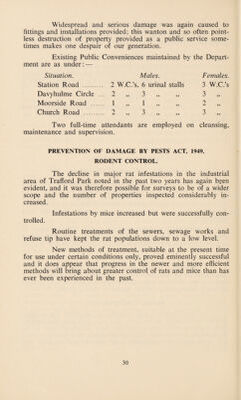 Widespread and serious damage was again caused to
fittings and installations provided: this wanton and so often point-
less destruction of property provided as a public service some-
times makes one despair of our generation.
Existing Public Conveniences maintained by the Depart-
ment are as under:—
Situation. Males. Females.
Station Road ........ 2 W.C.'s, 6 urinal stalls 3 W.C.'s
Davyhulme Circle ... 2 „ 3 „ „ 3 „
Moorside Road ...... 1 „ 1 „ „ 2 „
Church Road ........ 2 „ 3 „ „ 3 „
Two full-time attendants are employed on cleansing,
maintenance and supervision.
PREVENTION OF DAMAGE BY PESTS ACT, 1949.
RODENT CONTROL.
The decline in major rat infestations in the industrial
area of Trafford Park noted in the past two years has again been
evident, and it was therefore possible for surveys to be of a wider
scope and the number of properties inspected considerably in-
creased.
Infestations by mice increased but were successfully con-
trolled.
Routine treatments of the sewers, sewage works and
refuse tip have kept the rat populations down to a low level.
New methods of treatment, suitable at the present time
for use under certain conditions only, proved eminently successful
and it does appear that progress in the newer and more efficient
methods will bring about greater control of rats and mice than has
ever been experienced in the past.
50